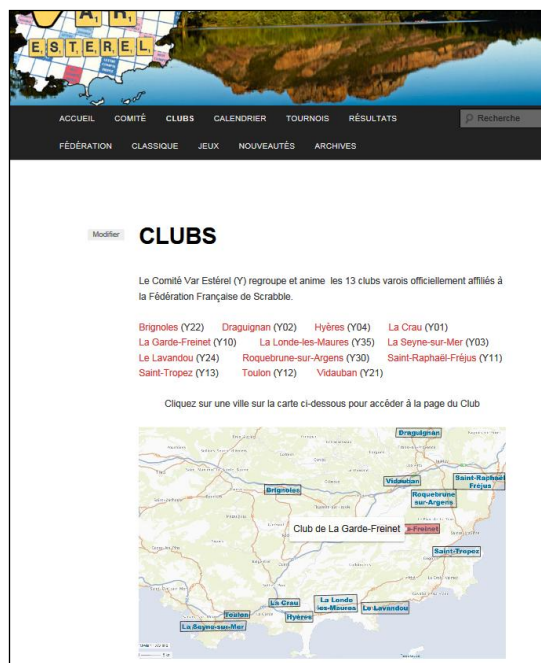 V A R
ESTEREL
ACCUEIL COMITÉ CLUBS CALENDRIER TOURNOIS RÉSULTATS
Recherche
FÉDÉRATION CLASSIQUE JEUX NOUVEAUTÉS ARCHIVES
Modifier
CLUBS
Le Comité Var Estérel (Y) regroupe et anime les 13 clubs varois officiellement affiliés à
la Fédération Française de Scrabble.
Brignoles (Y22) Draguignan (Y02) Hyères (Y04) La Crau (Y01)
La Garde-Freinet (Y10) La Londe-les-Maures (Y35) La Seyne-sur-Mer (Y03)
Le Lavandou (Y24) Roquebrune-sur-Argens (Y30) Saint-Raphaël-Fréjus (Y11)
Saint-Tropez (Y13) Toulon (Y12) Vidauban (Y21)
Cliquez sur une ville sur la carte ci-dessous pour accéder à la page du Club
Draguignan
Vidauban
Saint-Raphaël
Fréjus
Brignoles
Roquebrune
sur-Argens
Club de La Garde-Freinet
-Freinet
Saint-Tropez
La Crau
La Londe
les-Maures
Le Lavandou
Toulon
Hyères
La Seyne-sur-Mer